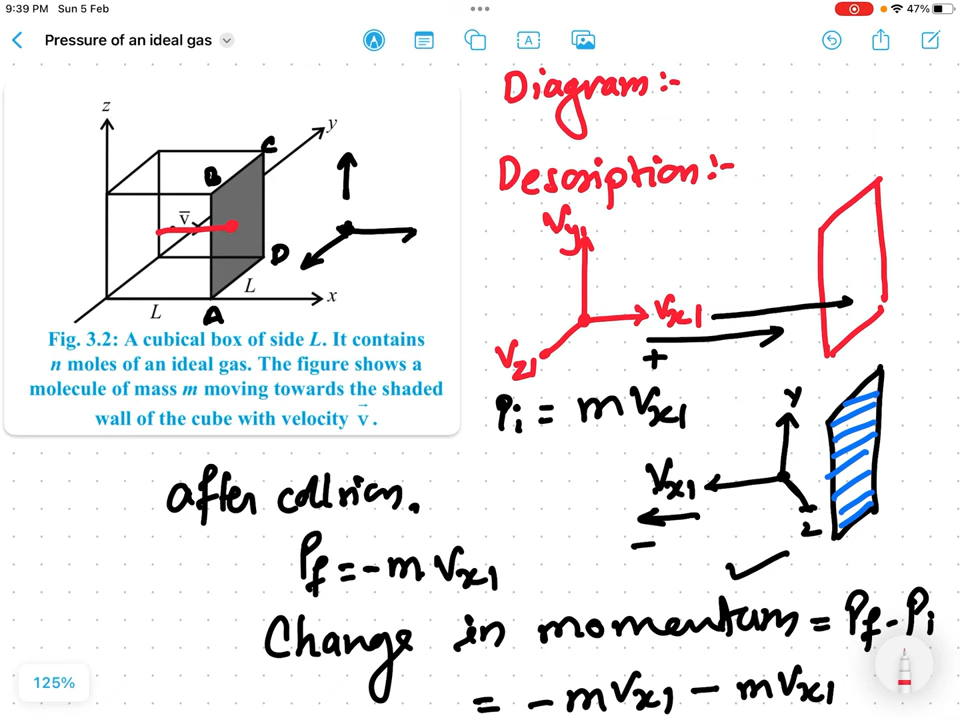 9:39 PM Sun 5 Feb
47%
Pressure of an ideal gas
A
z
y
C
B
v̅
D
L
L
x
A
Fig. 3.2: A cubical box of side L. It contains
n moles of an ideal gas. The figure shows a
molecule of mass m moving towards the shaded
wall of the cube with velocity v⃗.
Diagram :-
Description :-
Vy
Vx1
Vz1
+
Pi = mVx1
Y
Vx1
z
−
after collision.
Pf = -mVx1
Change in momentum = Pf - Pi
= - mVx1 - mVx1
125%